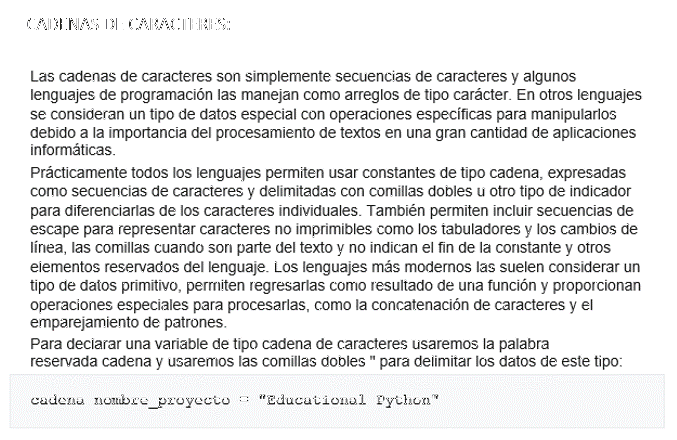 CADENAS DE CARACTERES:
Las cadenas de caracteres son simplemente secuencias de caracteres y algunos
lenguajes de programación las manejan como arreglos de tipo carácter. En otros lenguajes
se consideran un tipo de datos especial con operaciones específicas para manipularlos
debido a la importancia del procesamiento de textos en una gran cantidad de aplicaciones
informáticas.
Prácticamente todos los lenguajes permiten usar constantes de tipo cadena, expresadas
como secuencias de caracteres y delimitadas con comillas dobles u otro tipo de indicador
para diferenciarlas de los caracteres individuales. También permiten incluir secuencias de
escape para representar caracteres no imprimibles como los tabuladores y los cambios de
línea, las comillas cuando son parte del texto y no indican el fin de la constante y otros
elementos reservados del lenguaje. Los lenguajes más modernos las suelen considerar un
tipo de datos primitivo, permiten regresarlas como resultado de una función y proporcionan
operaciones especiales para procesarlas, como la concatenación de caracteres y el
emparejamiento de patrones.
Para declarar una variable de tipo cadena de caracteres usaremos la palabra
reservada cadena y usaremos las comillas dobles " para delimitar los datos de este tipo:
cadena nombre_proyecto = "Educational Python"